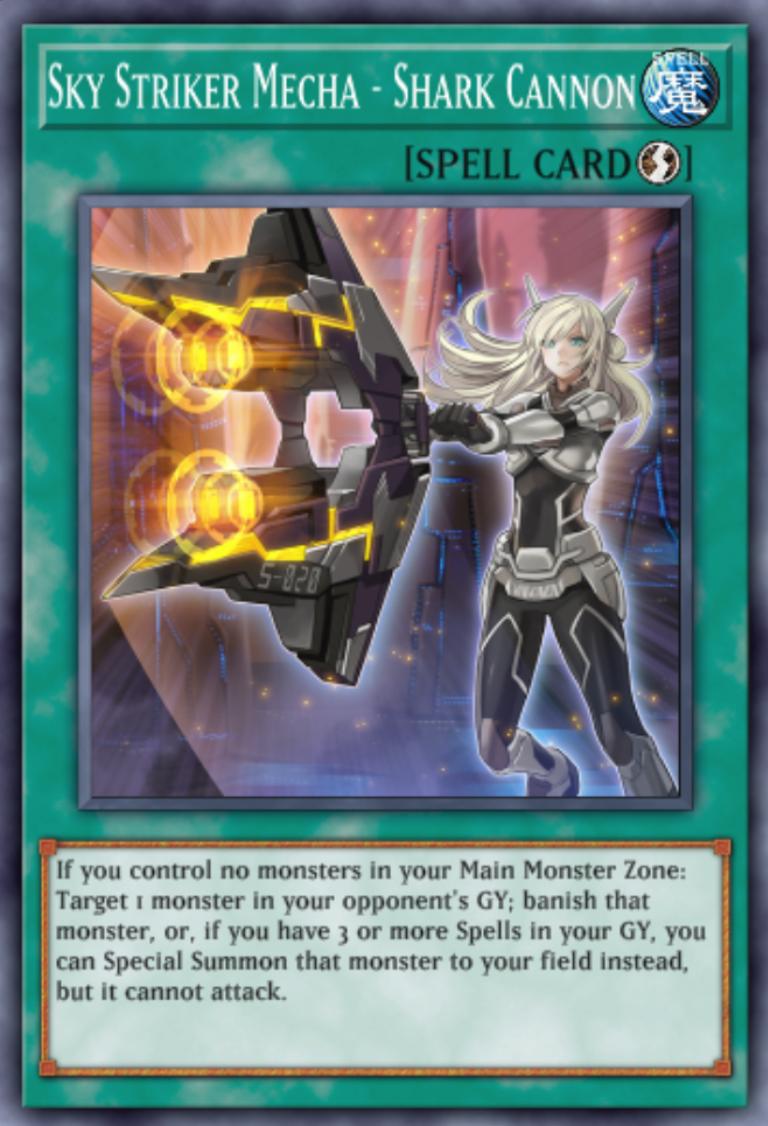 SKY STRIKER MECHA - SHARK CANNON
SPELL
魔
[SPELL CARD]
S-020
If you control no monsters in your Main Monster Zone:
Target 1 monster in your opponent's GY; banish that
monster, or, if you have 3 or more Spells in your GY, you
can Special Summon that monster to your field instead,
but it cannot attack.